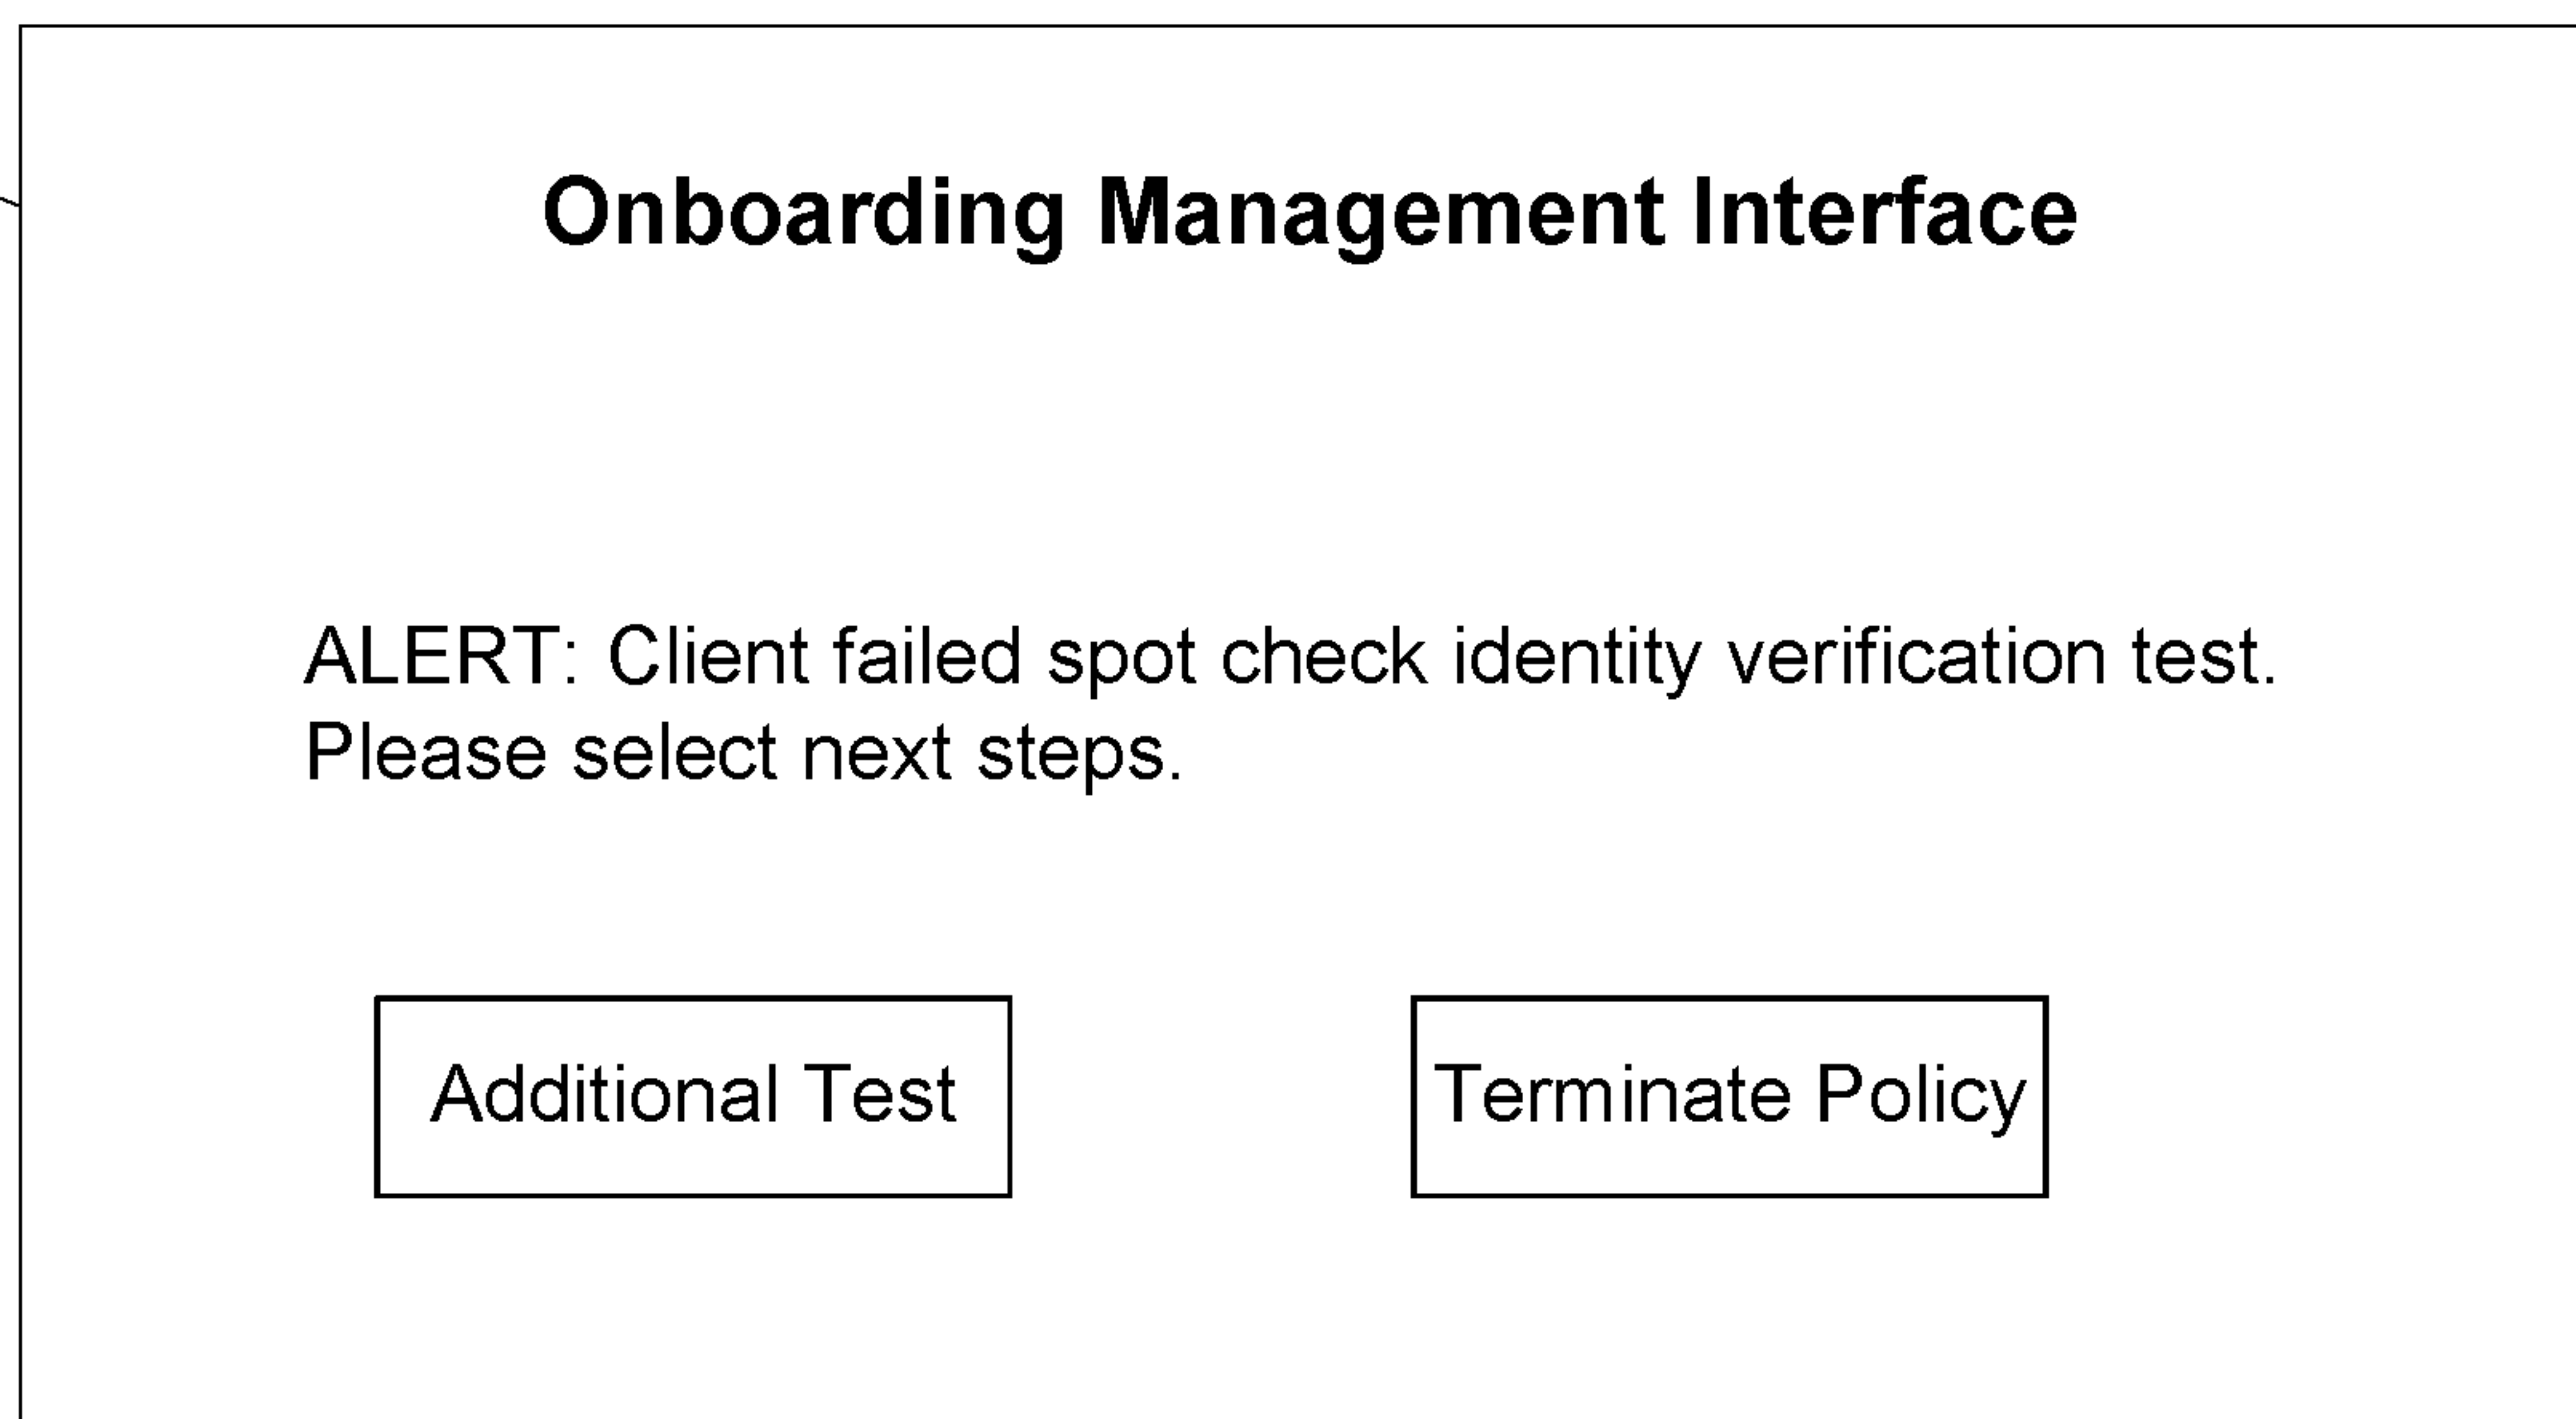 Onboarding Management Interface
ALERT: Client failed spot check identity verification test.
Please select next steps.
Additional Test
Terminate Policy